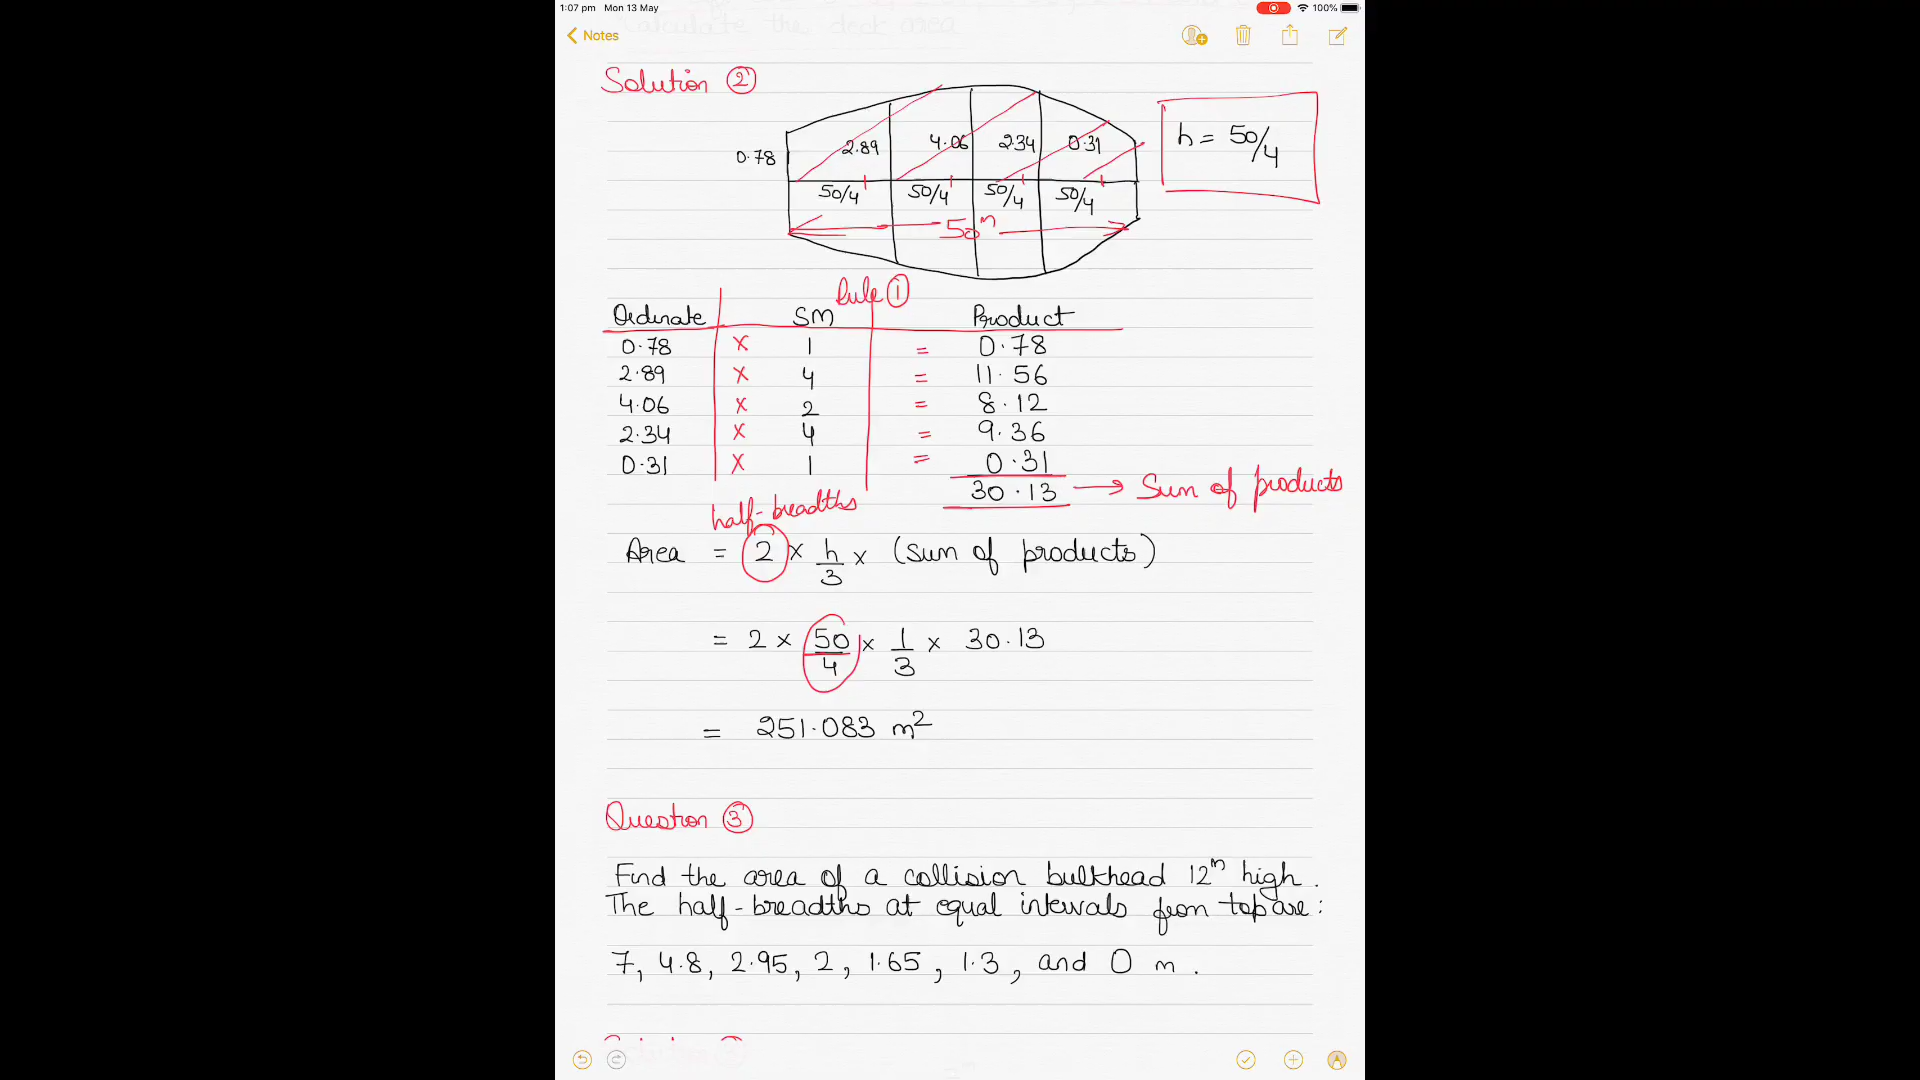 1:07 pm Mon 13 May 100%
Calculate the deck area
Notes
Solution ②
0.78 2.89 4.06 2.34 0.31
h = 50/4
50/4 50/4 50/4 50/4
50 m
Rule ①
Ordinate SM Product
0.78 × 1 = 0.78
2.89 × 4 = 11.56
4.06 × 2 = 8.12
2.34 × 4 = 9.36
0.31 × 1 = 0.31
30.13 → Sum of products
half-breadths
Area = 2 × h/3 × (Sum of products)
= 2 × 50/4 × 1/3 × 30.13
= 251.083 m²
Question ③
Find the area of a collision bulkhead 12m high.
The half-breadths at equal intervals from top are:
7, 4.8, 2.95, 2, 1.65, 1.3, and 0 m.